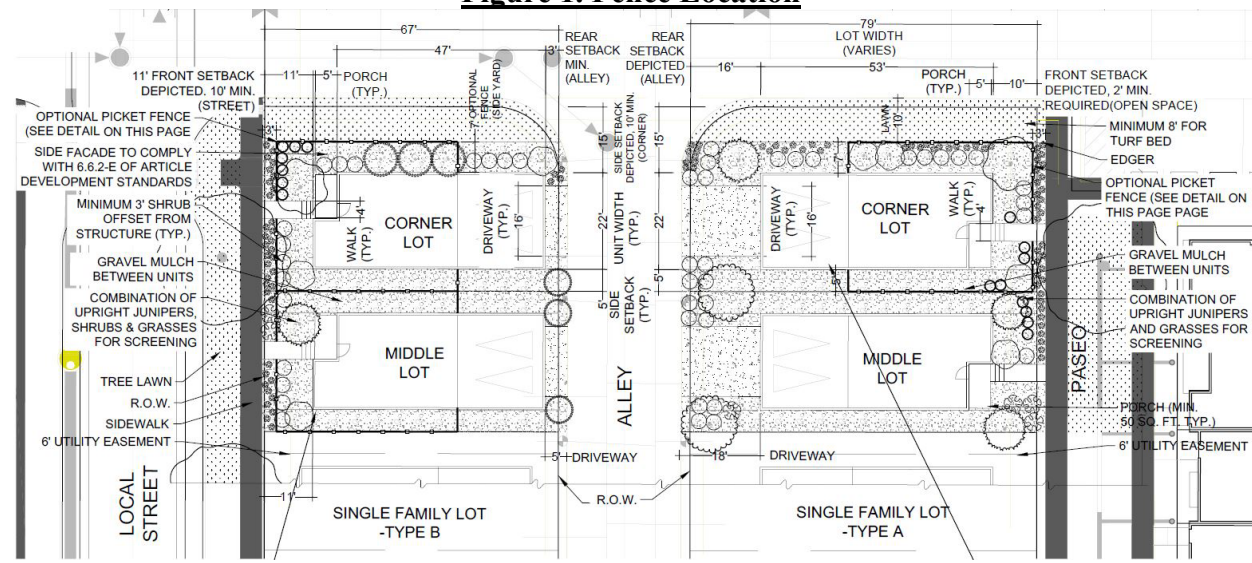 Figure 1. Fence Location
67'
47'
3'
11'
5'
PORCH
(TYP.)
REAR
SETBACK
MIN.
(ALLEY)
11' FRONT SETBACK
DEPICTED. 10' MIN.
(STREET)
OPTIONAL PICKET FENCE
(SEE DETAIL ON THIS PAGE
SIDE FACADE TO COMPLY
WITH 6.6.2-E OF ARTICLE
DEVELOPMENT STANDARDS
MINIMUM 3' SHRUB
OFFSET FROM
STRUCTURE (TYP.)
GRAVEL MULCH
BETWEEN UNITS
COMBINATION OF
UPRIGHT JUNIPERS,
SHRUBS & GRASSES
FOR SCREENING
TREE LAWN
R.O.W.
SIDEWALK
6' UTILITY EASEMENT
LOCAL
STREET
3'
7' OPTIONAL
FENCE
(SIDE YARD)
4'
WALK
(TYP.)
CORNER
LOT
DRIVEWAY
(TYP.)
16'
MIDDLE
LOT
5'
DRIVEWAY
11'
SINGLE FAMILY LOT
-TYPE B
15'
SIDE SETBACK
DEPICTED, 10' MIN.
(CORNER)
15'
22'
UNIT WIDTH
(TYP.)
22'
5'
5'
SIDE
SETBACK
(TYP.)
ALLEY
R.O.W.
REAR
SETBACK
DEPICTED
(ALLEY)
79'
LOT WIDTH
(VARIES)
16'
53'
PORCH
(TYP.)
5'
10'
LAWN
10'
7'
3'
DRIVEWAY
(TYP.)
16'
CORNER
LOT
WALK
(TYP.)
4'
5'
MIDDLE
LOT
18'
DRIVEWAY
SINGLE FAMILY LOT
-TYPE A
FRONT SETBACK
DEPICTED, 2' MIN.
REQUIRED(OPEN SPACE)
MINIMUM 8' FOR
TURF BED
EDGER
OPTIONAL PICKET
FENCE (SEE DETAIL ON
THIS PAGE PAGE
GRAVEL MULCH
BETWEEN UNITS
COMBINATION OF
UPRIGHT JUNIPERS
AND GRASSES FOR
SCREENING
PASEO
PORCH (MIN.
50 SQ. FT. TYP.)
6' UTILITY EASEMENT